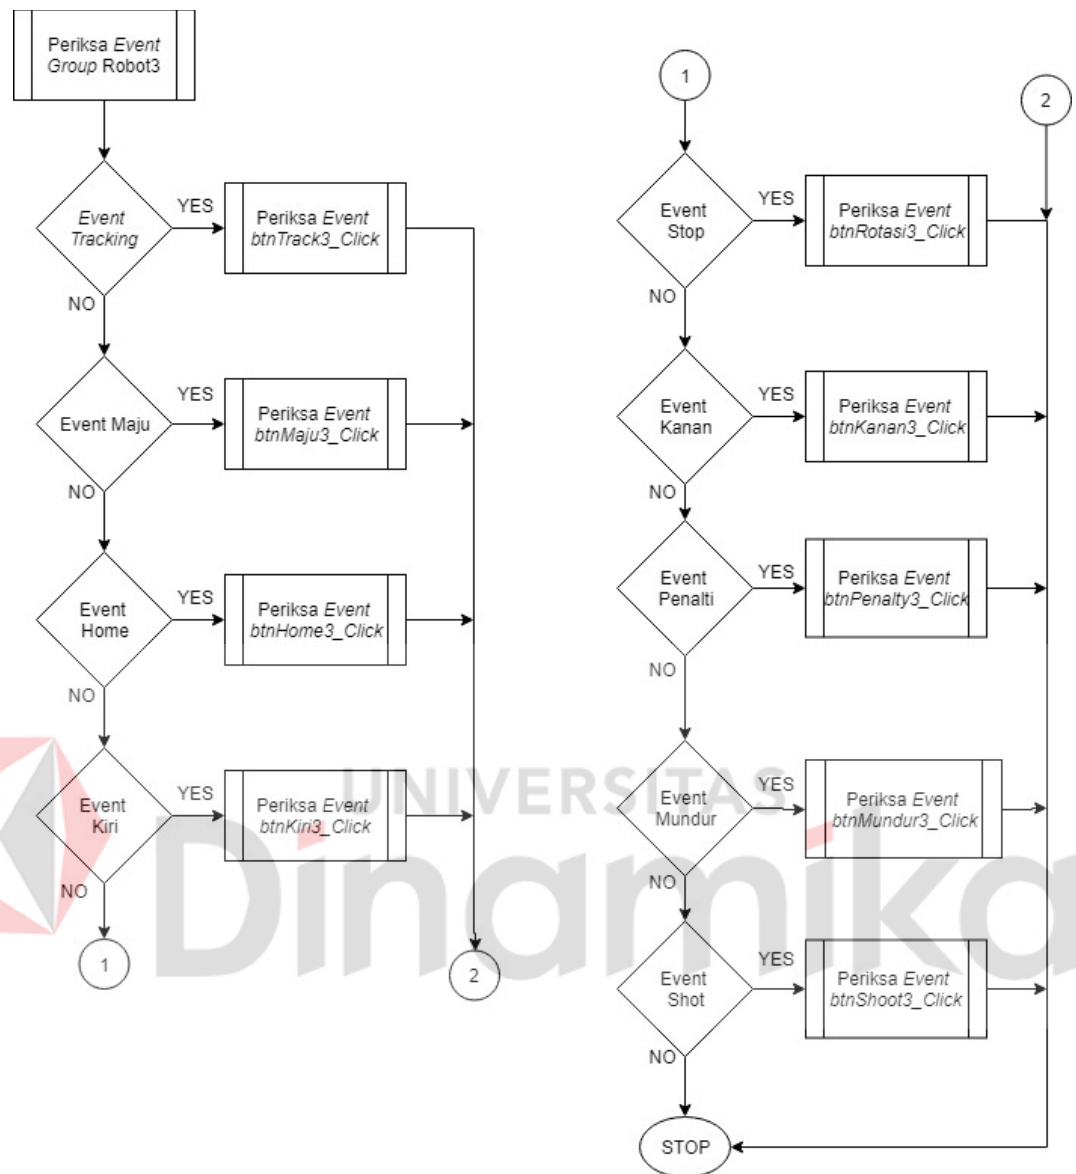 Periksa Event
Group Robot3
Event
Tracking
YES
Periksa Event
btnTrack3_Click
NO
Event Maju
YES
Periksa Event
btnMaju3_Click
NO
Event
Home
YES
Periksa Event
btnHome3_Click
NO
Event
Kiri
YES
Periksa Event
btnKiri3_Click
NO
1
2
1
2
Event
Stop
YES
Periksa Event
btnRotasi3_Click
NO
Event
Kanan
YES
Periksa Event
btnKanan3_Click
NO
Event
Penalti
YES
Periksa Event
btnPenalty3_Click
NO
Event
Mundur
YES
Periksa Event
btnMundur3_Click
NO
Event
Shot
YES
Periksa Event
btnShoot3_Click
NO
STOP
UNIVERSITAS
Dinamika